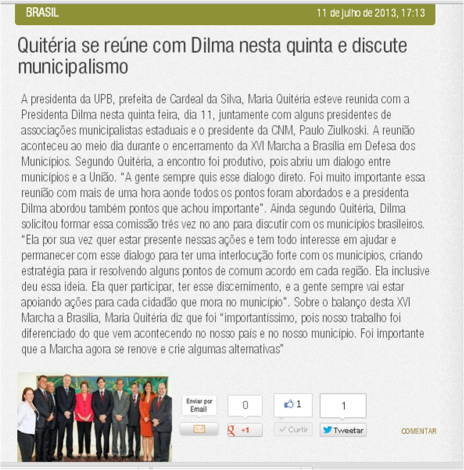 BRASIL 11 de julho de 2013, 17:13
Quitéria se reúne com Dilma nesta quinta e discute
municipalismo
A presidenta da UPB, prefeita de Cardeal da Silva, Maria Quitéria esteve reunida com a
Presidenta Dilma nesta quinta feira, dia 11, juntamente com alguns presidentes de
associações municipalistas estaduais e o presidente da CNM, Paulo Ziulkoski. A reunião
aconteceu ao meio dia durante o encerramento da XVI Marcha a Brasilia em Defesa dos
Municípios. Segundo Quitéria, a encontro foi produtivo, pois abriu um dialogo entre
municípios e a União. "A gente sempre quis esse dialogo direto. Foi muito importante essa
reunião com mais de uma hora aonde todos os pontos foram abordados e a presidenta
Dilma abordou também pontos que achou importante". Ainda segundo Quitéria, Dilma
solicitou formar essa comissão três vez no ano para discutir com os municípios brasileiros.
"Ela por sua vez quer estar presente nessas ações e tem todo interesse em ajudar e
permanecer com esse dialogo para ter uma interlocução forte com os municípios, criando
estratégia para ir resolvendo alguns pontos de comum acordo em cada região. Ela inclusive
deu essa ideia. Ela quer participar, ter esse discernimento, e a gente sempre vai estar
apoiando ações para cada cidadão que mora no município". Sobre o balanço desta XVI
Marcha a Brasilia, Maria Quitéria diz que foi "importantíssimo, pois nosso trabalho foi
diferenciado do que vem acontecendo no nosso país e no nosso município. Foi importante
que a Marcha agora se renove e crie algumas alternativas"
Enviar por
Email
0
1
1
g +1
Curtir
Tweetar
COMENTAR